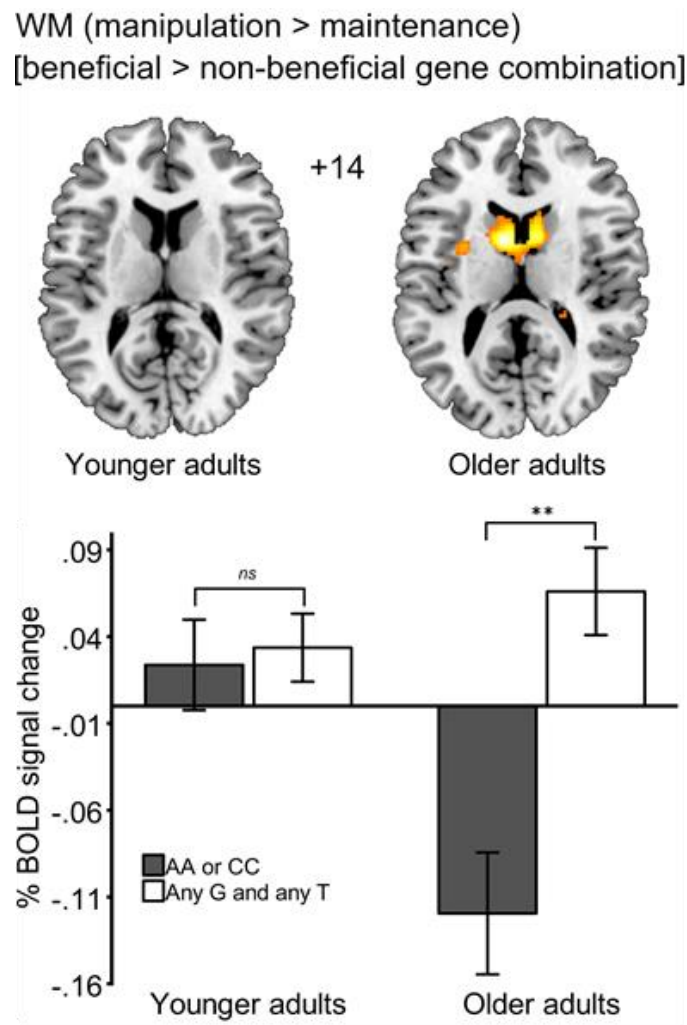 WM (manipulation > maintenance)
[beneficial > non-beneficial gene combination]
+14
Younger adults
Older adults
% BOLD signal change
.09
.04
-.01
-.06
-.11
-.16
ns
**
AA or CC
Any G and any T
Younger adults
Older adults